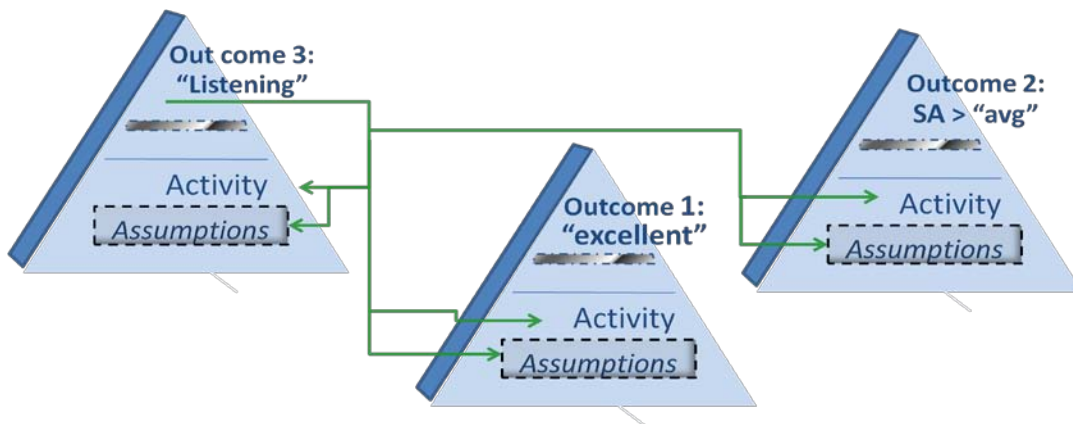 Out come 3:
“Listening”
Activity
Assumptions
Outcome 1:
“excellent”
Activity
Assumptions
Outcome 2:
SA > “avg”
Activity
Assumptions